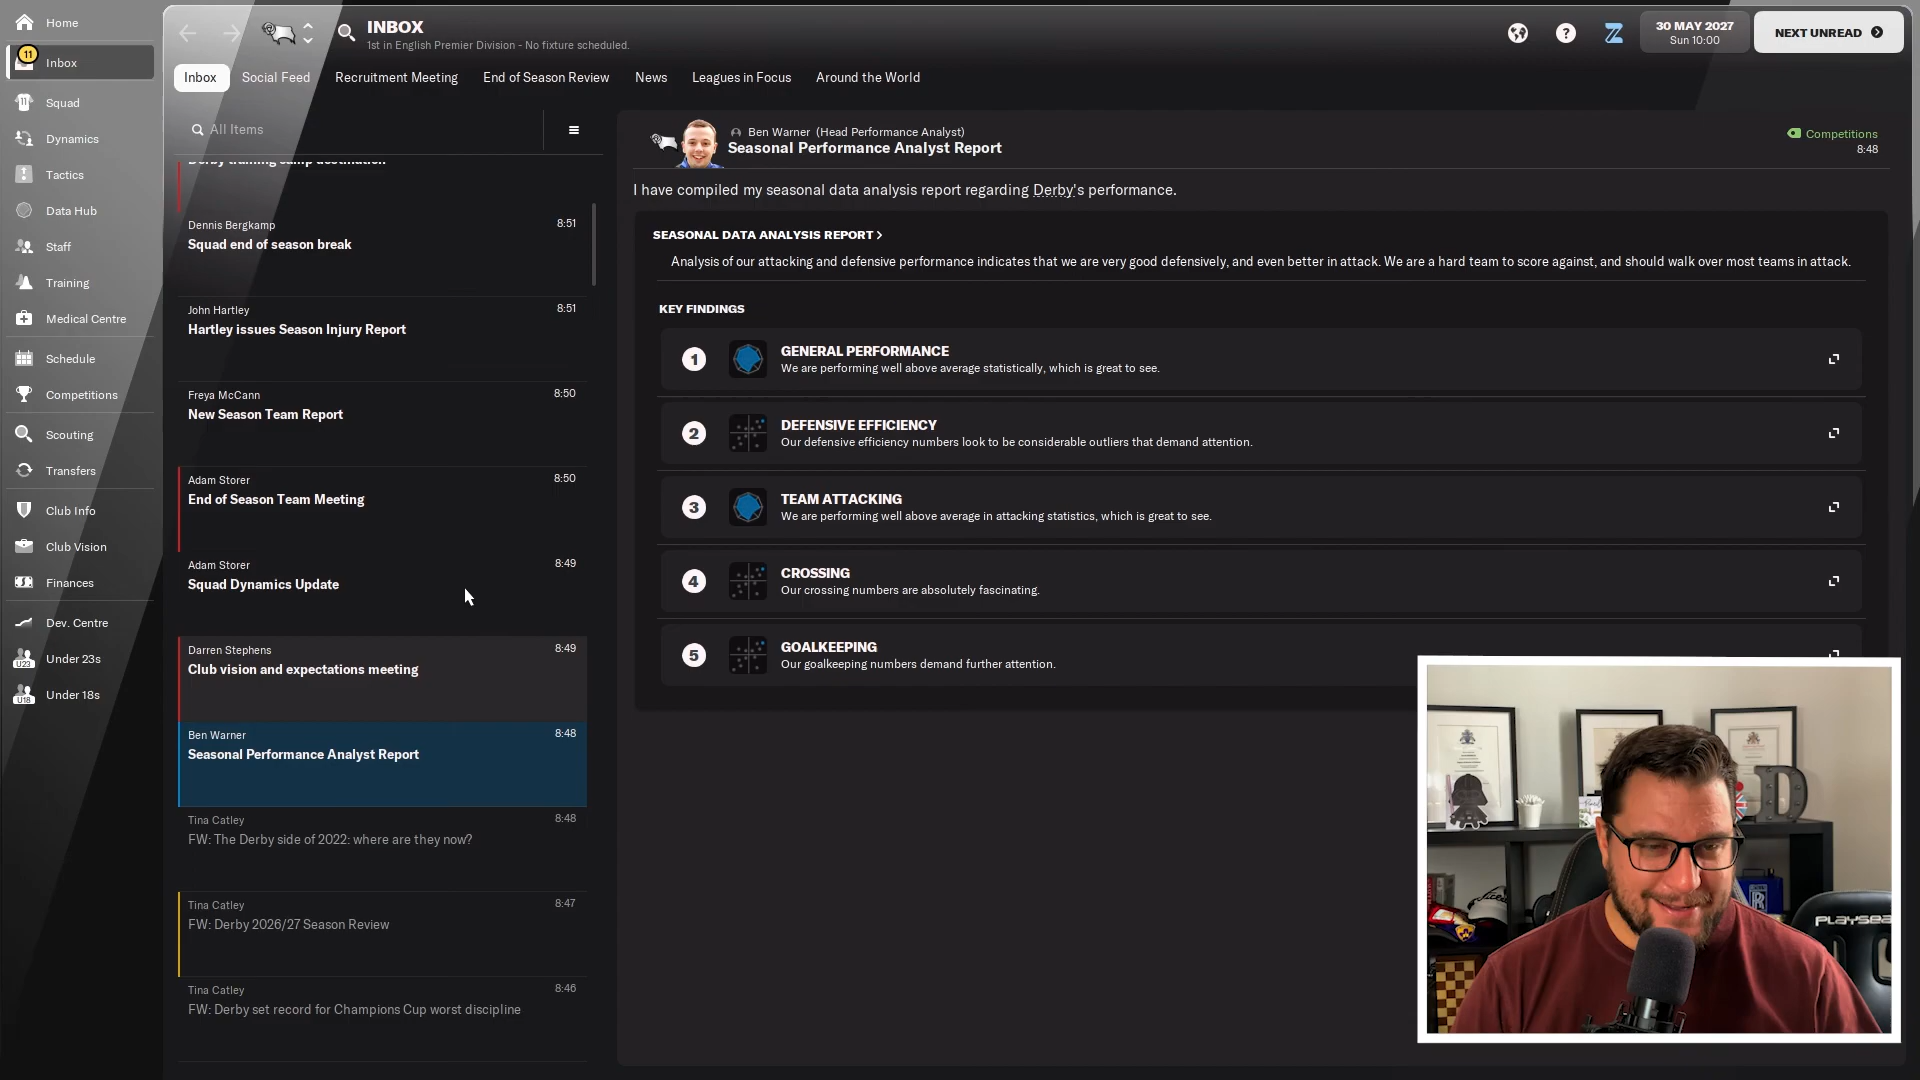 Home
11
Inbox
Squad
Dynamics
Tactics
Data Hub
Staff
Training
Medical Centre
Schedule
Competitions
Scouting
Transfers
Club Info
Club Vision
Finances
Dev. Centre
U23
Under 23s
U18
Under 18s
INBOX
1st in English Premier Division - No fixture scheduled.
30 MAY 2027
Sun 10:00
NEXT UNREAD
Inbox
Social Feed
Recruitment Meeting
End of Season Review
News
Leagues in Focus
Around the World
All Items
Derby training camp destination
Dennis Bergkamp
8:51
Squad end of season break
John Hartley
8:51
Hartley issues Season Injury Report
Freya McCann
8:50
New Season Team Report
Adam Storer
8:50
End of Season Team Meeting
Adam Storer
8:49
Squad Dynamics Update
Darren Stephens
8:49
Club vision and expectations meeting
Ben Warner
8:48
Seasonal Performance Analyst Report
Tina Catley
8:48
FW: The Derby side of 2022: where are they now?
Tina Catley
8:47
FW: Derby 2026/27 Season Review
Tina Catley
8:46
FW: Derby set record for Champions Cup worst discipline
Ben Warner (Head Performance Analyst)
Seasonal Performance Analyst Report
Competitions
8:48
I have compiled my seasonal data analysis report regarding Derby's performance.
SEASONAL DATA ANALYSIS REPORT >
Analysis of our attacking and defensive performance indicates that we are very good defensively, and even better in attack. We are a hard team to score against, and should walk over most teams in attack.
KEY FINDINGS
1
GENERAL PERFORMANCE
We are performing well above average statistically, which is great to see.
2
DEFENSIVE EFFICIENCY
Our defensive efficiency numbers look to be considerable outliers that demand attention.
3
TEAM ATTACKING
We are performing well above average in attacking statistics, which is great to see.
4
CROSSING
Our crossing numbers are absolutely fascinating.
5
GOALKEEPING
Our goalkeeping numbers demand further attention.
D
PLAYSEA